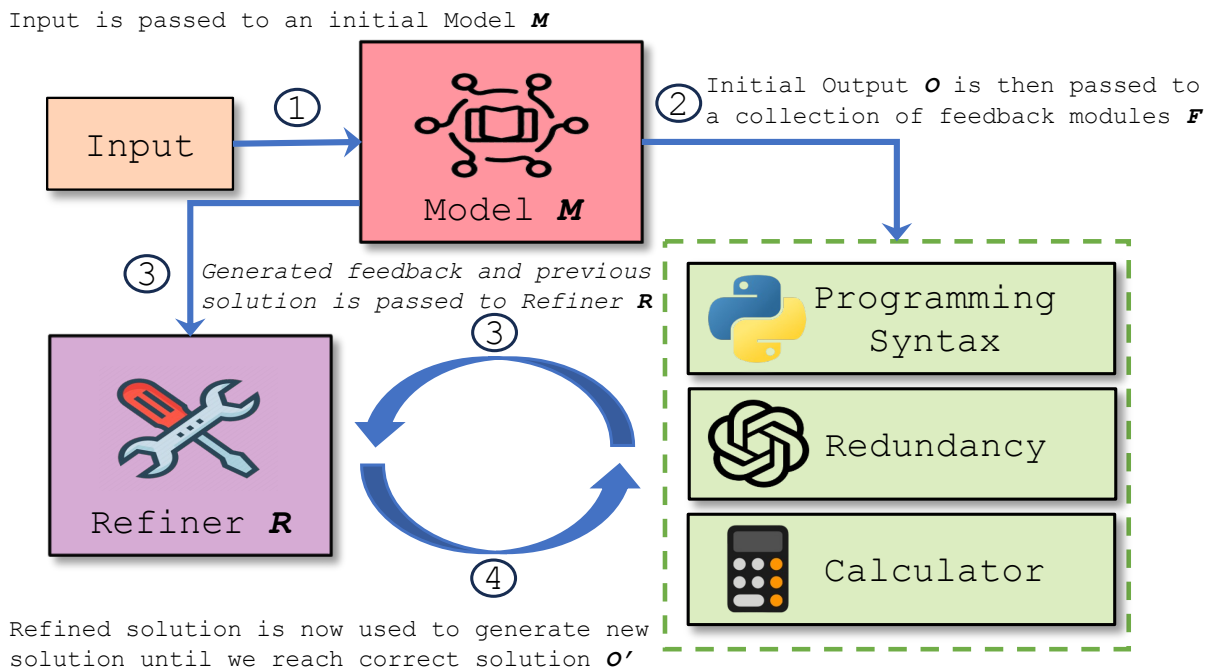 Input is passed to an initial Model M
1
2
Initial Output O is then passed to
a collection of feedback modules F
Input
Model M
3
Generated feedback and previous
solution is passed to Refiner R
3
Programming
Syntax
Redundancy
Calculator
Refiner R
4
Refined solution is now used to generate new
solution until we reach correct solution O′